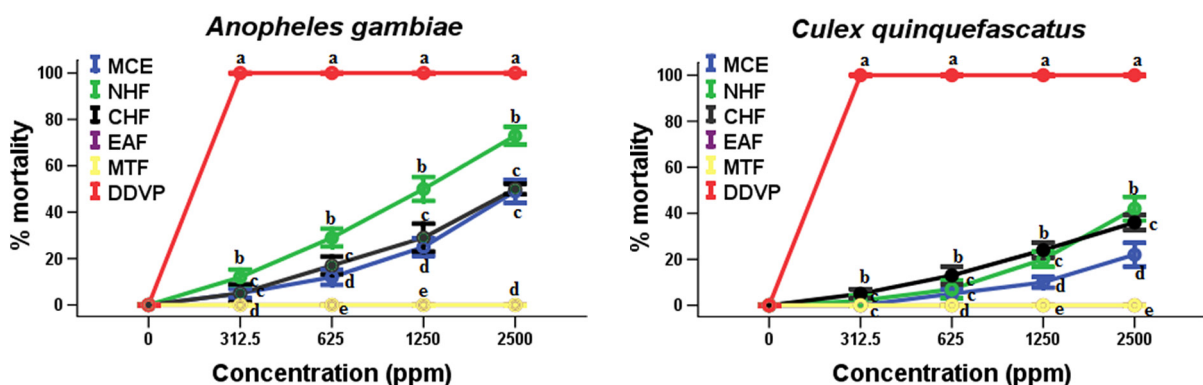 Anopheles gambiae
MCE
NHF
CHF
EAF
MTF
DDVP
% mortality
100
80
60
40
20
0
a a a a
b
b
c
b
c
c
b
c
d
c
d
c
d
e
e
d
0 312.5 625 1250 2500
Concentration (ppm)
Culex quinquefascatus
MCE
NHF
CHF
EAF
MTF
DDVP
% mortality
100
80
60
40
20
0
a a a a
b
c
b
b
c
d
b
c
c
c
d
e
e
0 312.5 625 1250 2500
Concentration (ppm)